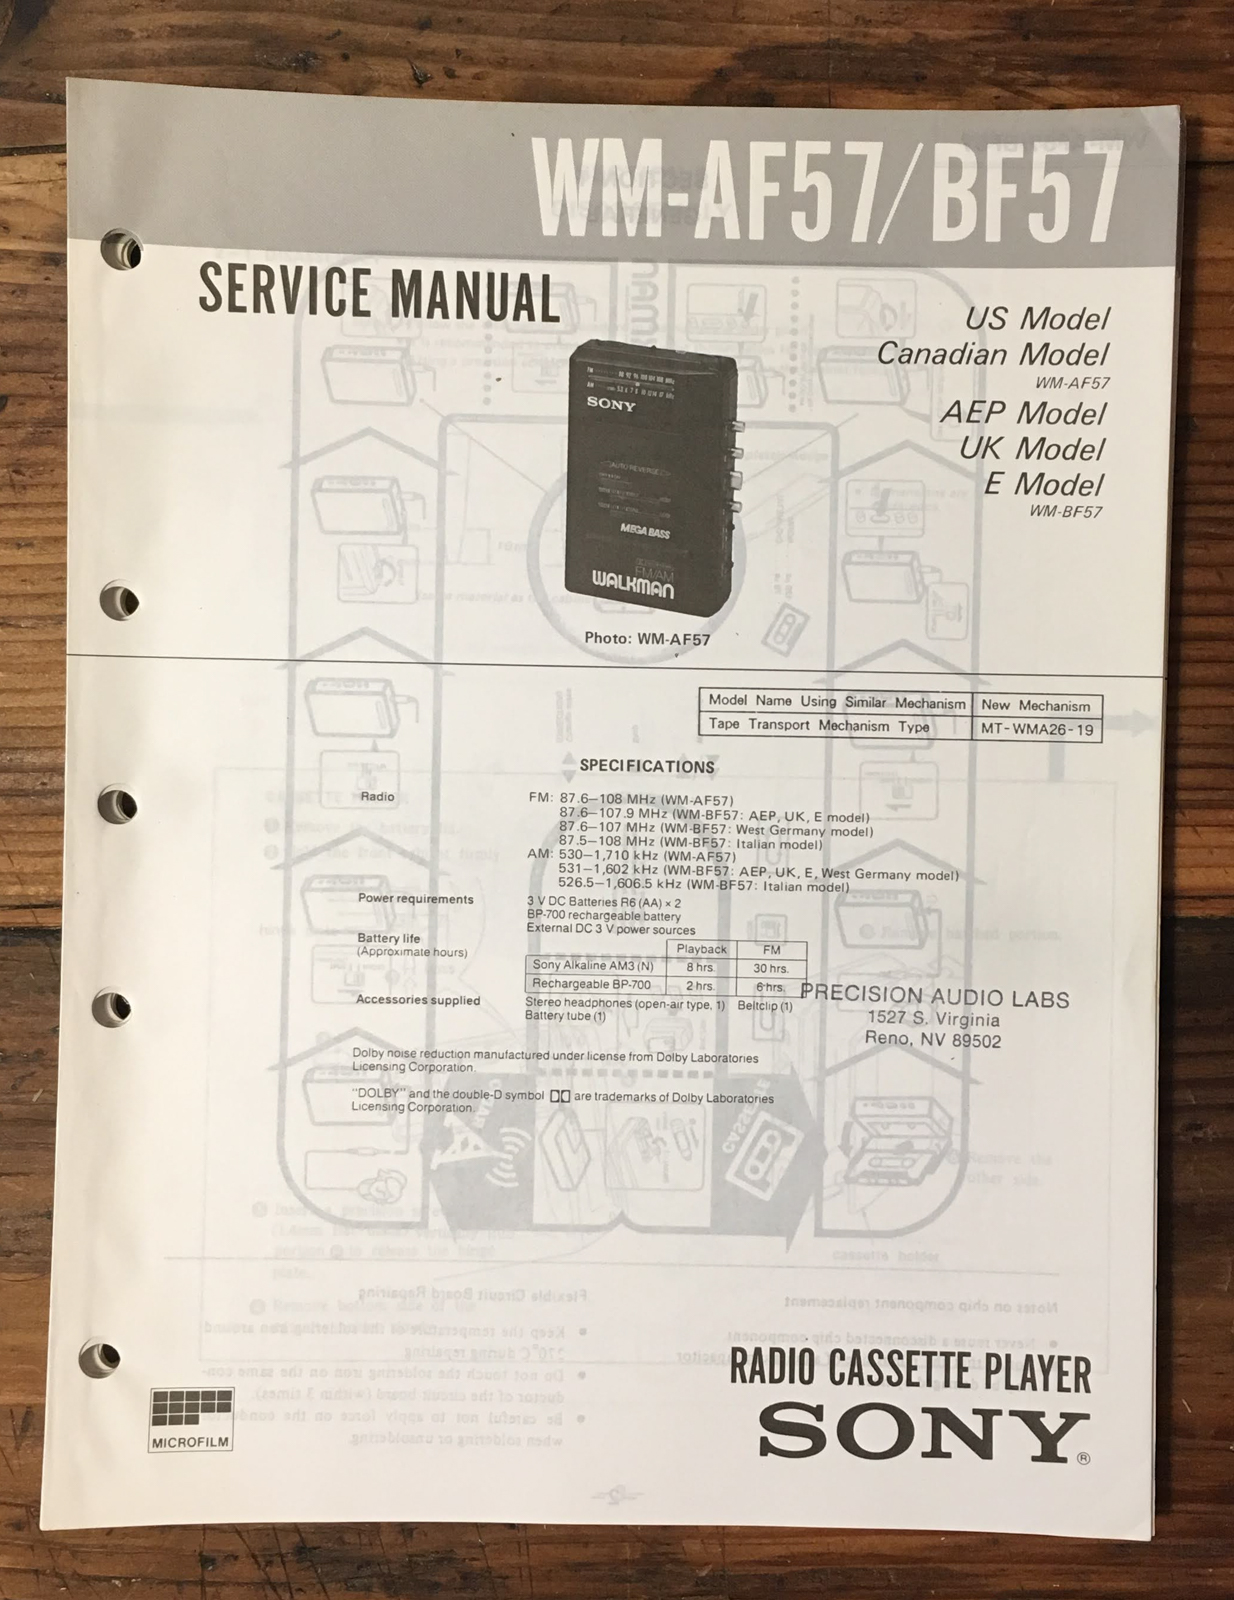 WM-AF57/BF57
SERVICE MANUAL
US Model
Canadian Model
WM-AF57
AEP Model
UK Model
E Model
WM-BF57
FM
AM
SONY
AUTO REVERSE
MEGA BASS
FM/AM
WALKMAN
Photo: WM-AF57
Model Name Using Similar Mechanism New Mechanism
Tape Transport Mechanism Type MT-WMA26-19
SPECIFICATIONS
Radio FM: 87.6–108 MHz (WM-AF57)
87.6–107.9 MHz (WM-BF57: AEP, UK, E model)
87.6–107 MHz (WM-BF57: West Germany model)
87.5–108 MHz (WM-BF57: Italian model)
AM: 530–1,710 kHz (WM-AF57)
531–1,602 kHz (WM-BF57: AEP, UK, E, West Germany model)
526.5–1,606.5 kHz (WM-BF57: Italian model)
Power requirements 3 V DC Batteries R6 (AA) × 2
BP-700 rechargeable battery
External DC 3 V power sources
Battery life
(Approximate hours)
Playback FM
Sony Alkaline AM3 (N) 8 hrs. 30 hrs.
Rechargeable BP-700 2 hrs. 6 hrs.
Accessories supplied Stereo headphones (open-air type, 1) Beltclip (1)
Battery tube (1)
PRECISION AUDIO LABS
1527 S. Virginia
Reno, NV 89502
Dolby noise reduction manufactured under license from Dolby Laboratories
Licensing Corporation.
"DOLBY" and the double-D symbol are trademarks of Dolby Laboratories
Licensing Corporation.
MICROFILM
RADIO CASSETTE PLAYER
SONY®